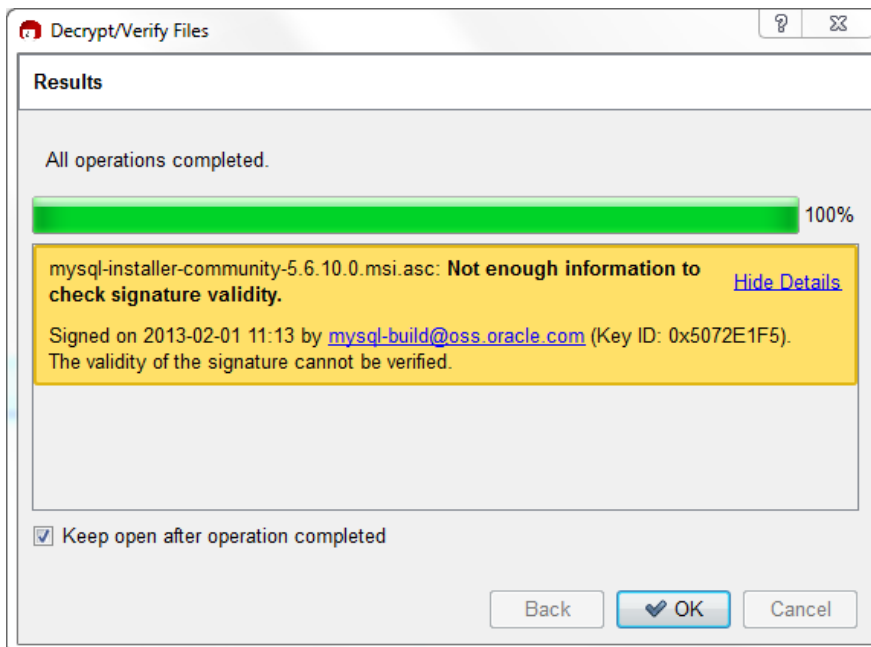 Decrypt/Verify Files
Results
All operations completed.
100%
mysql-installer-community-5.6.10.0.msi.asc: Not enough information to
check signature validity.
Hide Details
Signed on 2013-02-01 11:13 by mysql-build@oss.oracle.com (Key ID: 0x5072E1F5).
The validity of the signature cannot be verified.
Keep open after operation completed
Back
OK
Cancel